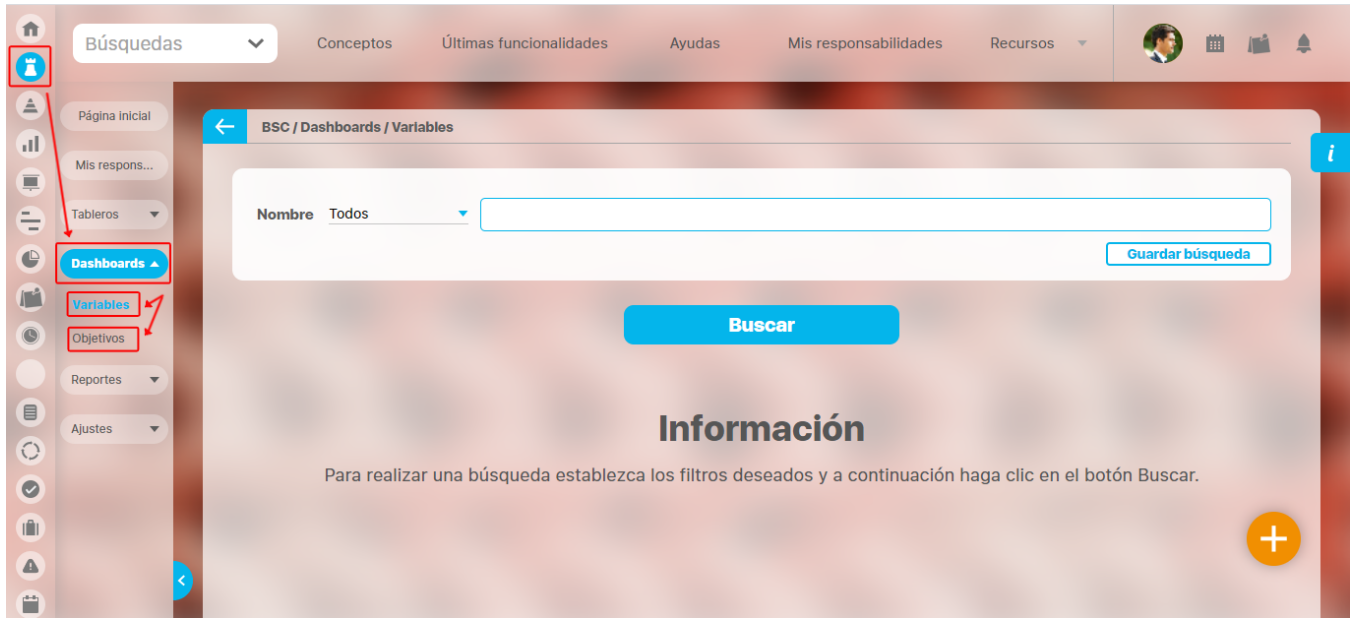 Búsquedas
Conceptos
Últimas funcionalidades
Ayudas
Mis responsabilidades
Recursos
Página inicial
Mis respons...
Tableros
Dashboards
Variables
Objetivos
Reportes
Ajustes
BSC / Dashboards / Variables
i
Nombre Todos
Guardar búsqueda
Buscar
Información
Para realizar una búsqueda establezca los filtros deseados y a continuación haga clic en el botón Buscar.